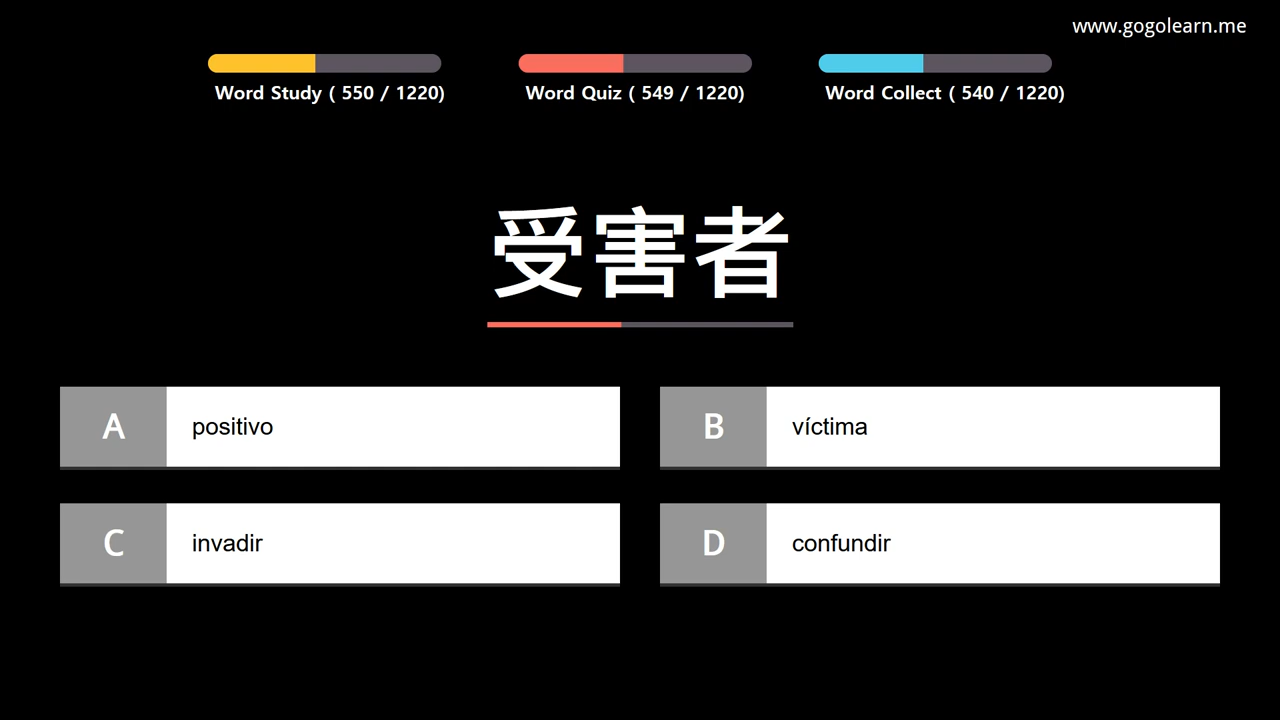 www.gogolearn.me
Word Study ( 550 / 1220)
Word Quiz ( 549 / 1220)
Word Collect ( 540 / 1220)
受害者
A positivo
B víctima
C invadir
D confundir